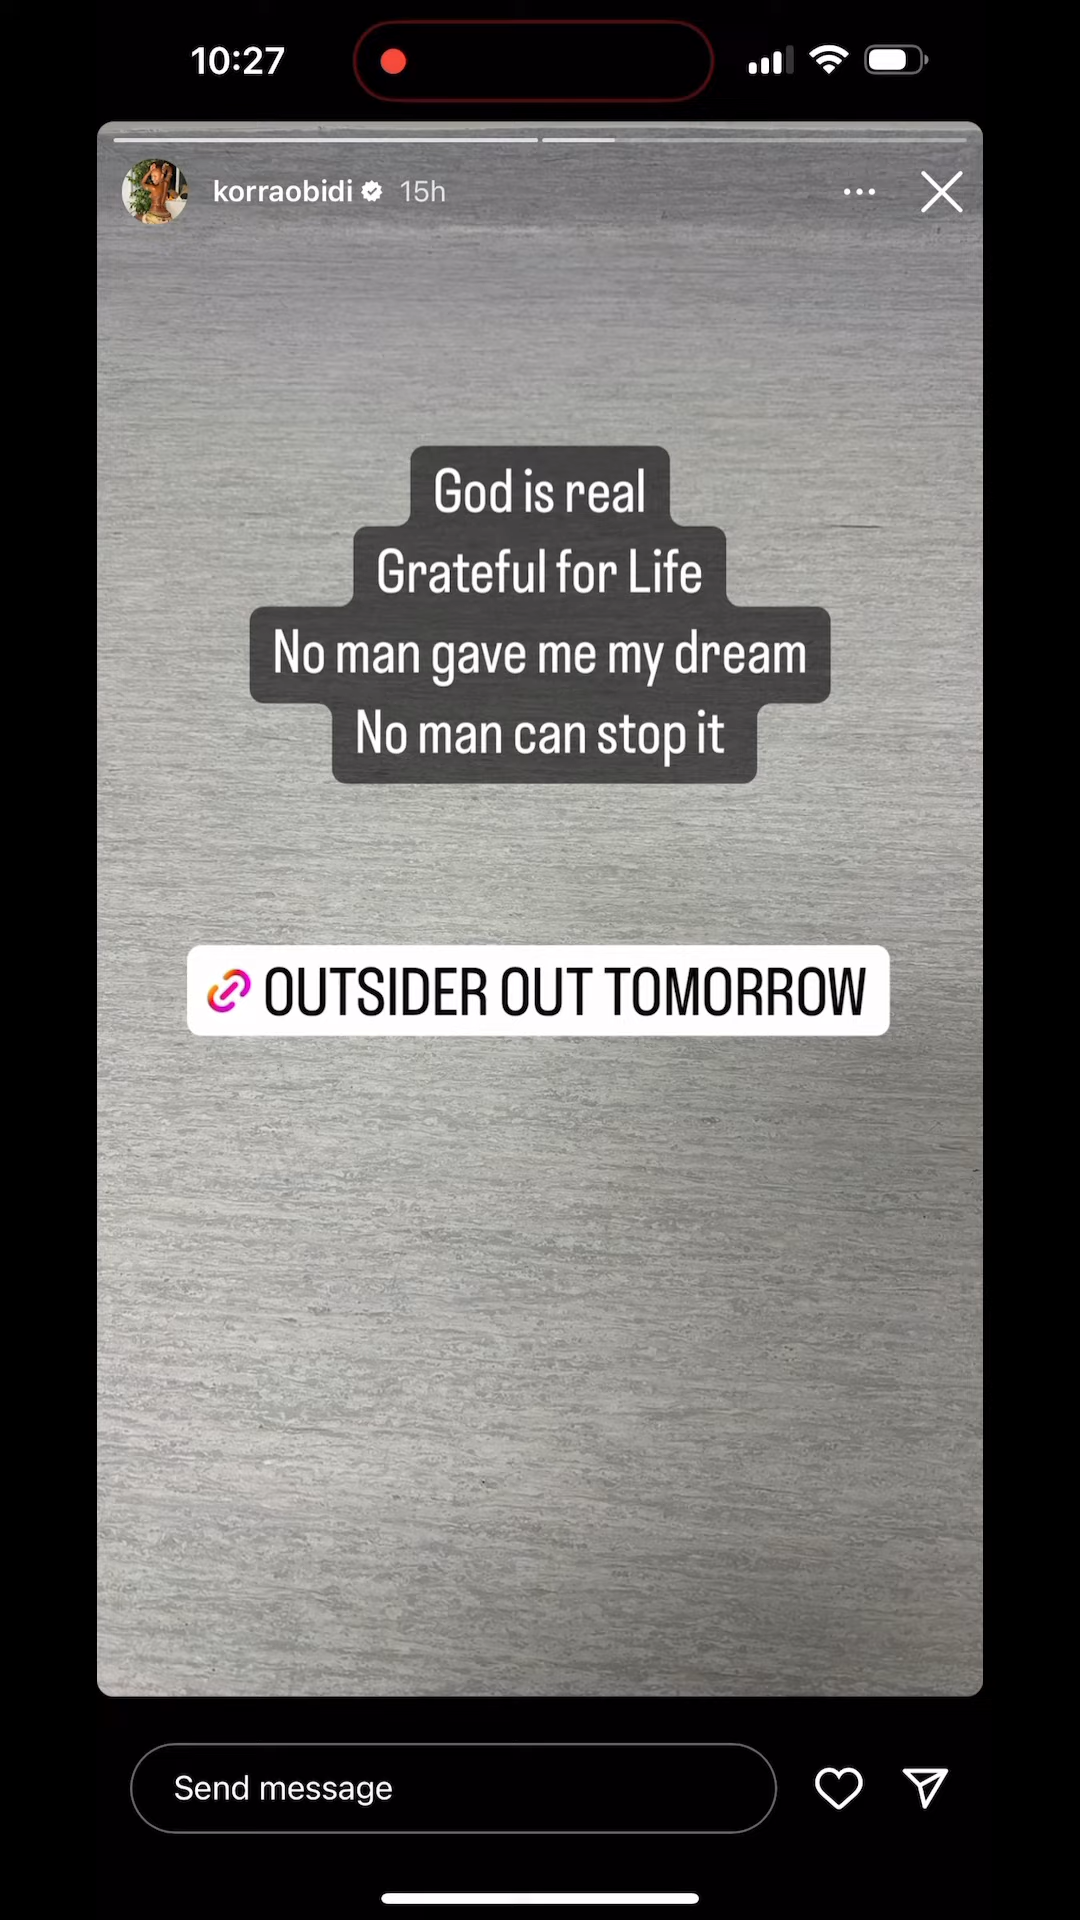 10:27
korraobidi 15h
God is real
Grateful for Life
No man gave me my dream
No man can stop it
OUTSIDER OUT TOMORROW
Send message